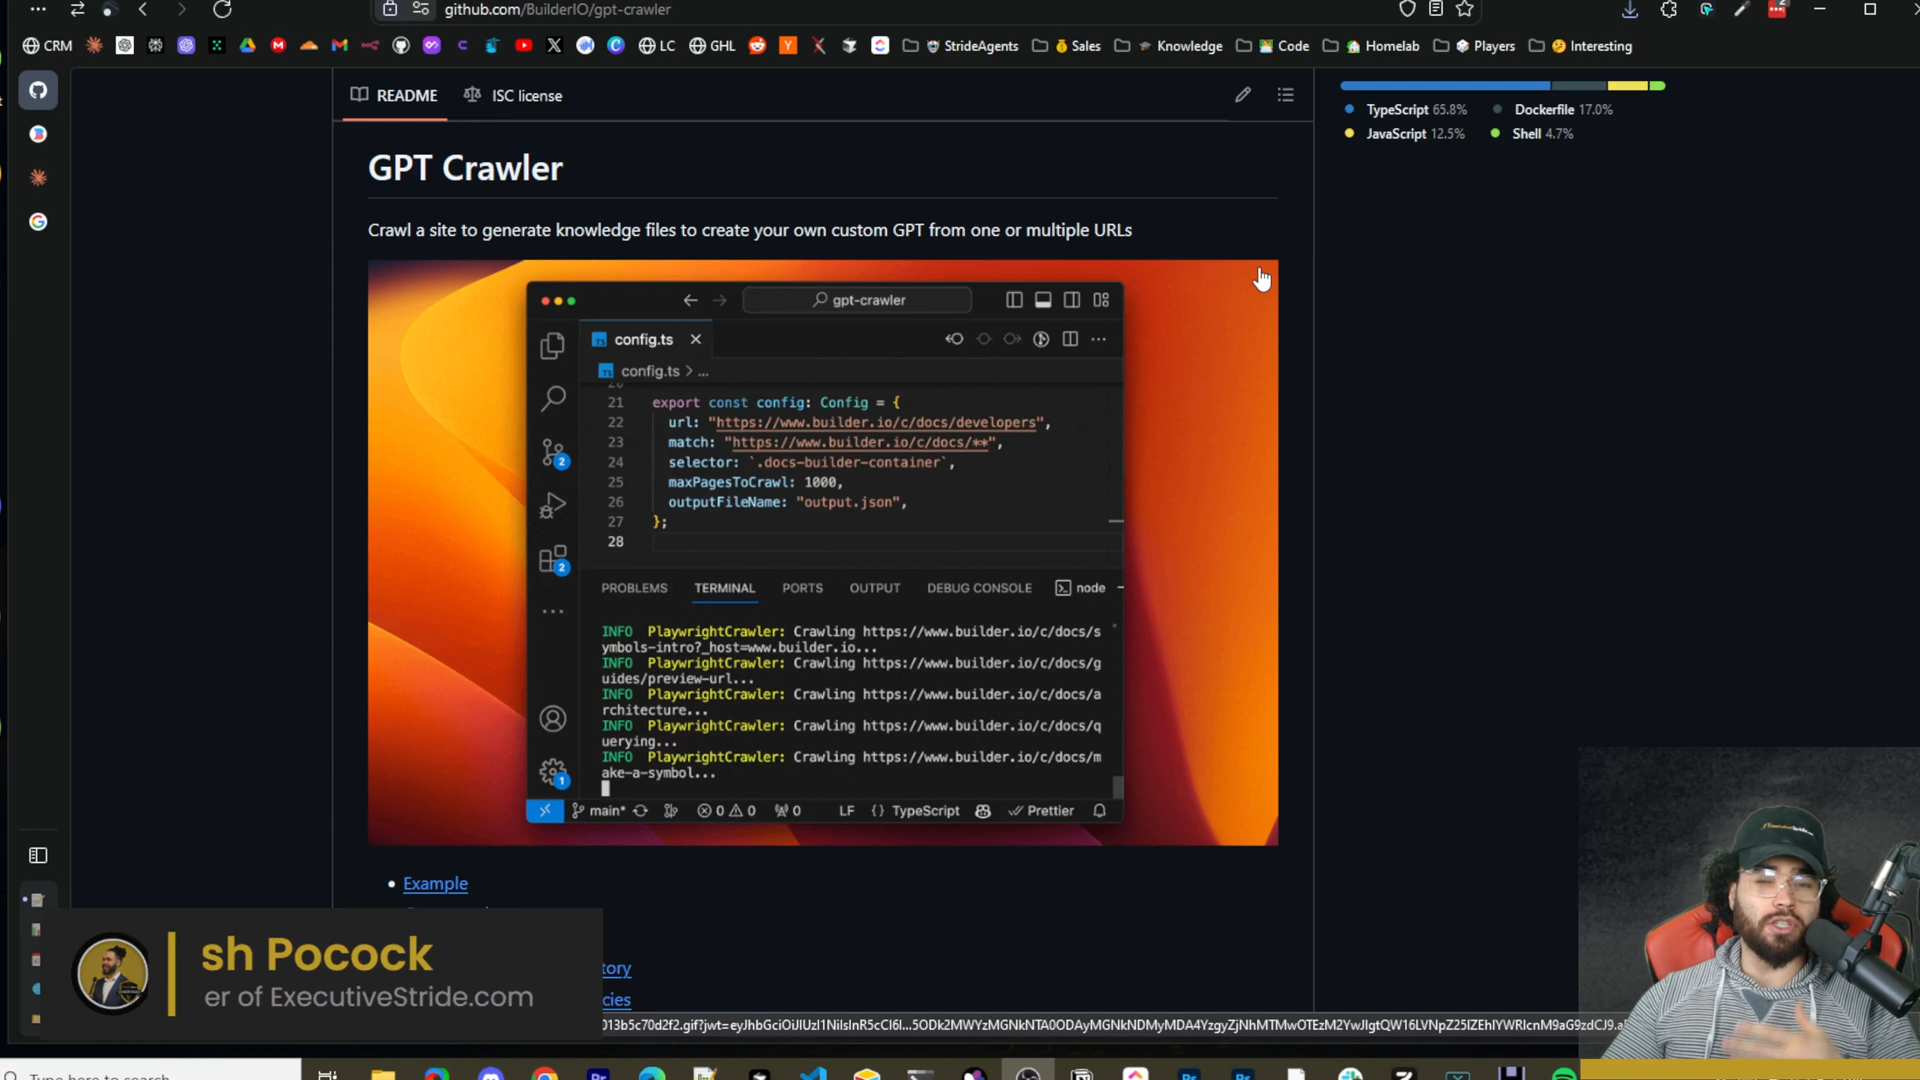 github.com/BuilderIO/gpt-crawler
CRM
LC
GHL
StrideAgents
Sales
Knowledge
Code
Homelab
Players
Interesting
README
ISC license
TypeScript 65.8%
Dockerfile 17.0%
JavaScript 12.5%
Shell 4.7%
GPT Crawler
Crawl a site to generate knowledge files to create your own custom GPT from one or multiple URLs
gpt-crawler
config.ts
config.ts > ...
21 export const config: Config = {
22 url: "https://www.builder.io/c/docs/developers",
23 match: "https://www.builder.io/c/docs/**",
24 selector: `.docs-builder-container`,
25 maxPagesToCrawl: 1000,
26 outputFileName: "output.json",
27 };
28
PROBLEMS TERMINAL PORTS OUTPUT DEBUG CONSOLE node
INFO PlaywrightCrawler: Crawling https://www.builder.io/c/docs/s
ymbols-intro?_host=www.builder.io...
INFO PlaywrightCrawler: Crawling https://www.builder.io/c/docs/g
uides/preview-url...
INFO PlaywrightCrawler: Crawling https://www.builder.io/c/docs/a
rchitecture...
INFO PlaywrightCrawler: Crawling https://www.builder.io/c/docs/q
uerying...
INFO PlaywrightCrawler: Crawling https://www.builder.io/c/docs/m
ake-a-symbol...
main* 0 0 0 LF {} TypeScript Prettier
Example
sh Pocock
er of ExecutiveStride.com
tory
cies
Type here to search